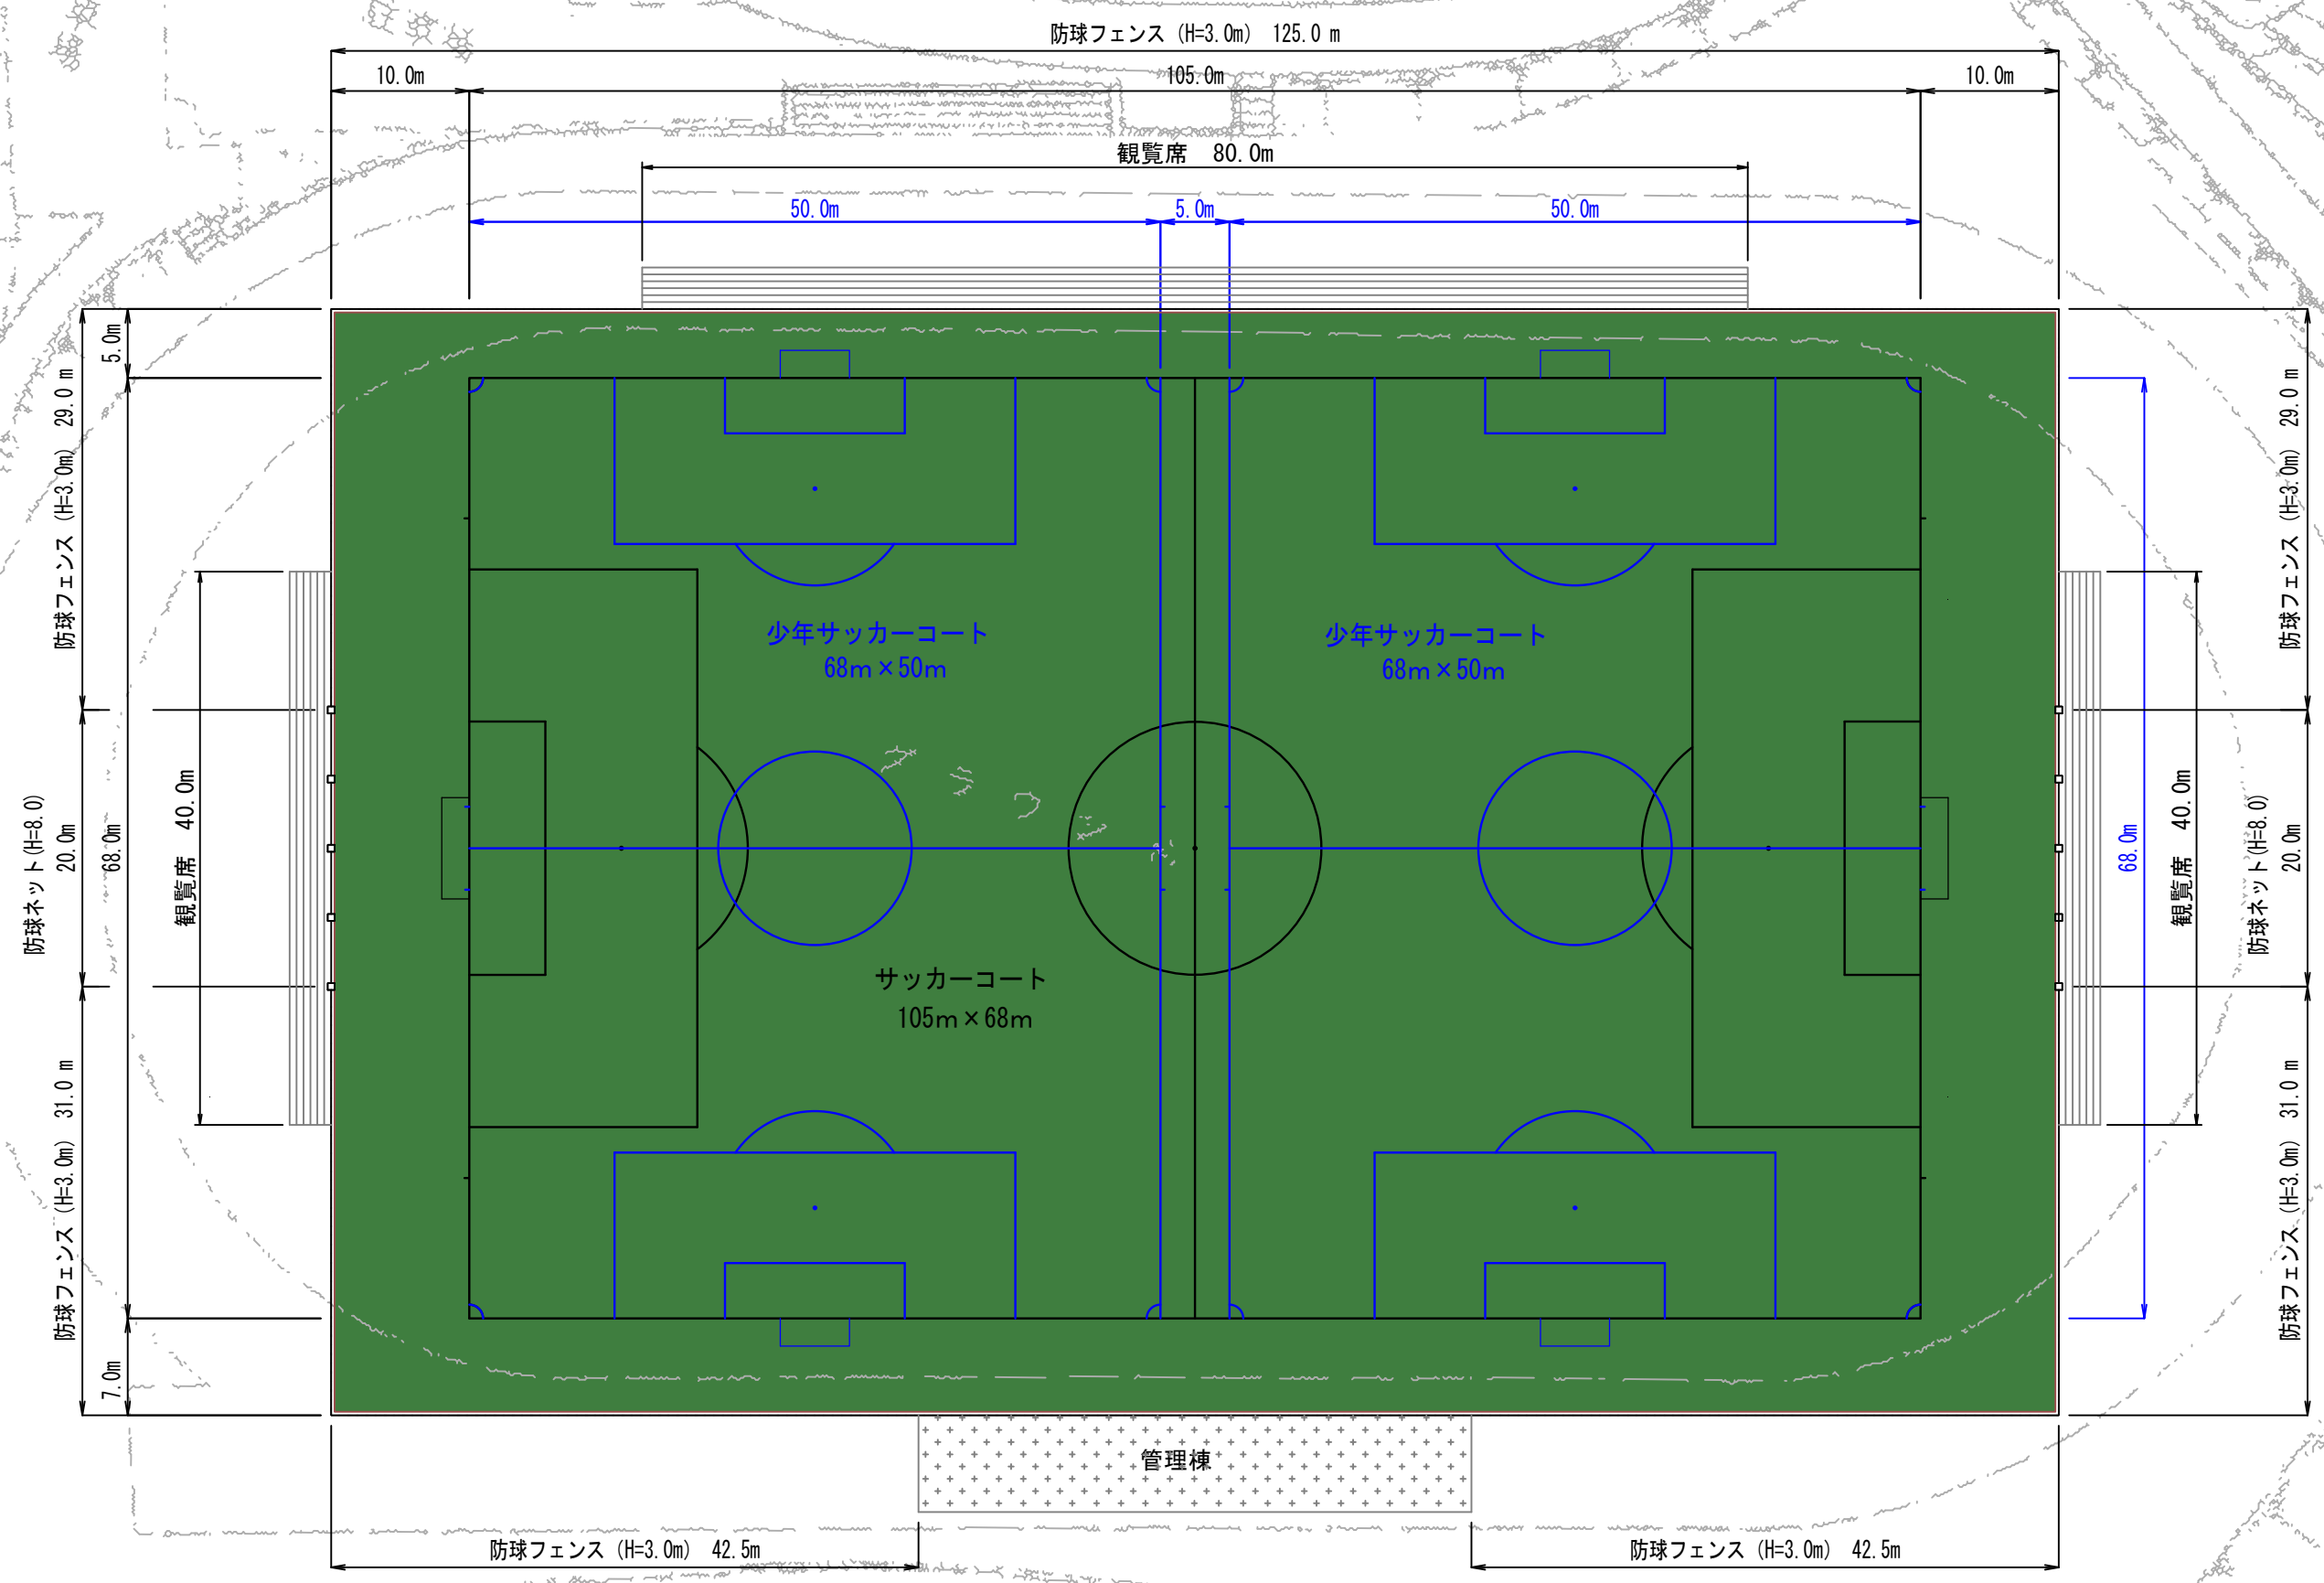 防球フェンス (H=3.0m) 125.0 m
10.0m
105.0m
10.0m
観覧席 80.0m
50.0m
5.0m
50.0m
5.0m
防球フェンス (H=3.0m) 29.0 m
防球フェンス (H=3.0m) 29.0 m
少年サッカーコート
68m×50m
少年サッカーコート
68m×50m
防球ネット(H=8.0)
20.0m
68.0m
観覧席 40.0m
68.0m
観覧席 40.0m
防球ネット(H=8.0)
20.0m
サッカーコート
105m×68m
防球フェンス (H=3.0m) 31.0 m
7.0m
防球フェンス (H=3.0m) 31.0 m
管理棟
防球フェンス (H=3.0m) 42.5m
防球フェンス (H=3.0m) 42.5m